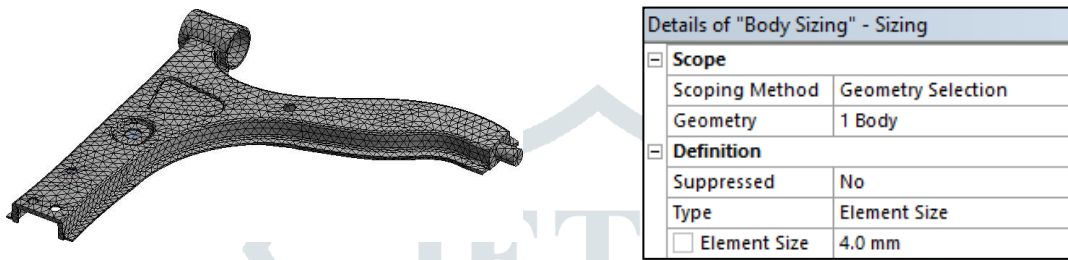 Details of "Body Sizing" - Sizing
Scope
Scoping Method Geometry Selection
Geometry 1 Body
Definition
Suppressed No
Type Element Size
Element Size 4.0 mm